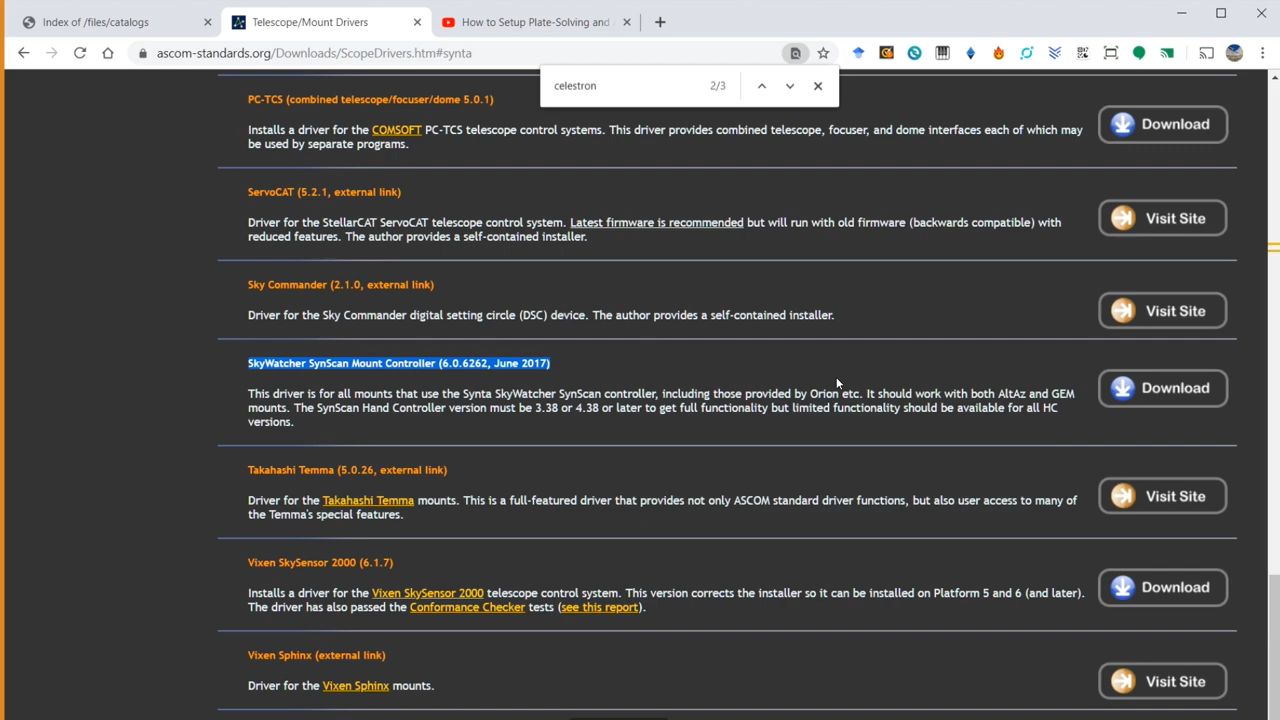 Index of /files/catalogs
Telescope/Mount Drivers
How to Setup Plate-Solving and
ascom-standards.org/Downloads/ScopeDrivers.htm#synta
celestron 2/3
PC-TCS (combined telescope/focuser/dome 5.0.1)
Installs a driver for the COMSOFT PC-TCS telescope control systems. This driver provides combined telescope, focuser, and dome interfaces each of which may
be used by separate programs.
Download
ServoCAT (5.2.1, external link)
Driver for the StellarCAT ServoCAT telescope control system. Latest firmware is recommended but will run with old firmware (backwards compatible) with
reduced features. The author provides a self-contained installer.
Visit Site
Sky Commander (2.1.0, external link)
Driver for the Sky Commander digital setting circle (DSC) device. The author provides a self-contained installer.
Visit Site
SkyWatcher SynScan Mount Controller (6.0.6262, June 2017)
This driver is for all mounts that use the Synta SkyWatcher SynScan controller, including those provided by Orion etc. It should work with both AltAz and GEM
mounts. The SynScan Hand Controller version must be 3.38 or 4.38 or later to get full functionality but limited functionality should be available for all HC
versions.
Download
Takahashi Temma (5.0.26, external link)
Driver for the Takahashi Temma mounts. This is a full-featured driver that provides not only ASCOM standard driver functions, but also user access to many of
the Temma's special features.
Visit Site
Vixen SkySensor 2000 (6.1.7)
Installs a driver for the Vixen SkySensor 2000 telescope control system. This version corrects the installer so it can be installed on Platform 5 and 6 (and later).
The driver has also passed the Conformance Checker tests (see this report).
Download
Vixen Sphinx (external link)
Driver for the Vixen Sphinx mounts.
Visit Site